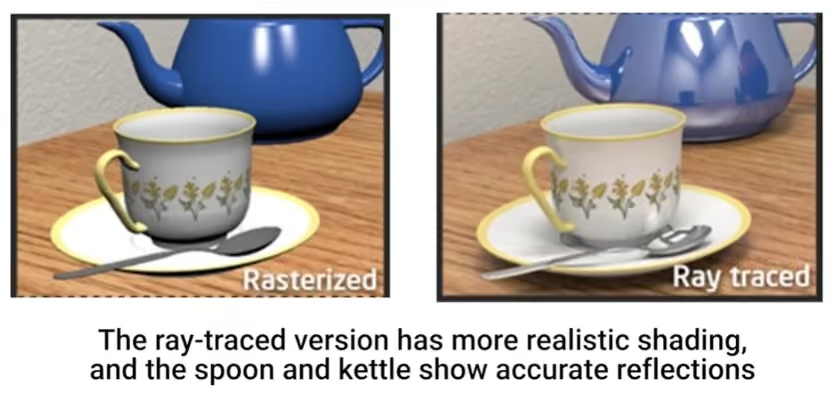 Rasterized
Ray traced
The ray-traced version has more realistic shading,
and the spoon and kettle show accurate reflections